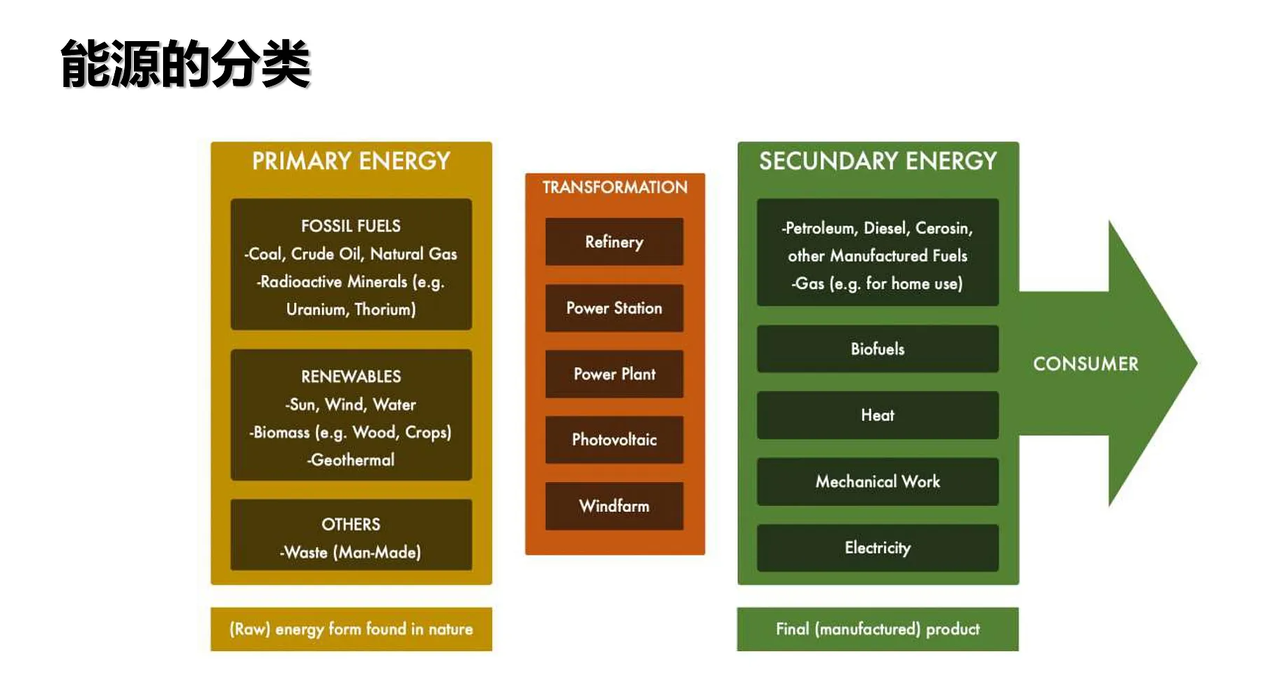 能源的分类
PRIMARY ENERGY
FOSSIL FUELS
-Coal, Crude Oil, Natural Gas
-Radioactive Minerals (e.g.
Uranium, Thorium)
RENEWABLES
-Sun, Wind, Water
-Biomass (e.g. Wood, Crops)
-Geothermal
OTHERS
-Waste (Man-Made)
(Raw) energy form found in nature
TRANSFORMATION
Refinery
Power Station
Power Plant
Photovoltaic
Windfarm
SECUNDARY ENERGY
-Petroleum, Diesel, Cerosin,
other Manufactured Fuels
-Gas (e.g. for home use)
Biofuels
Heat
Mechanical Work
Electricity
Final (manufactured) product
CONSUMER